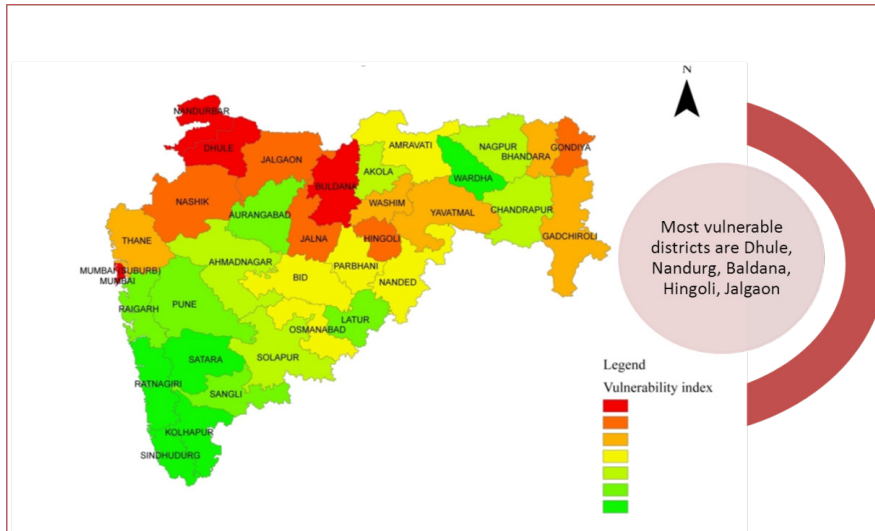 N
NANDURBAR
DHULE
JALGAON
BULDANA
AKOLA
AMRAVATI
WARDHA
NAGPUR
BHANDARA
GONDIYA
NASHIK
AURANGABAD
JALNA
WASHIM
HINGOLI
YAVATMAL
CHANDRAPUR
GADCHIROLI
THANE
AHMADNAGAR
PARBHANI
MUMBAI (SUBURB)
MUMBAI
BID
NANDED
RAIGARH
PUNE
LATUR
OSMANABAD
SATARA
SOLAPUR
RATNAGIRI
SANGLI
KOLHAPUR
SINDHUDURG
Most vulnerable
districts are Dhule,
Nandurg, Baldana,
Hingoli, Jalgaon
Legend
Vulnerability index